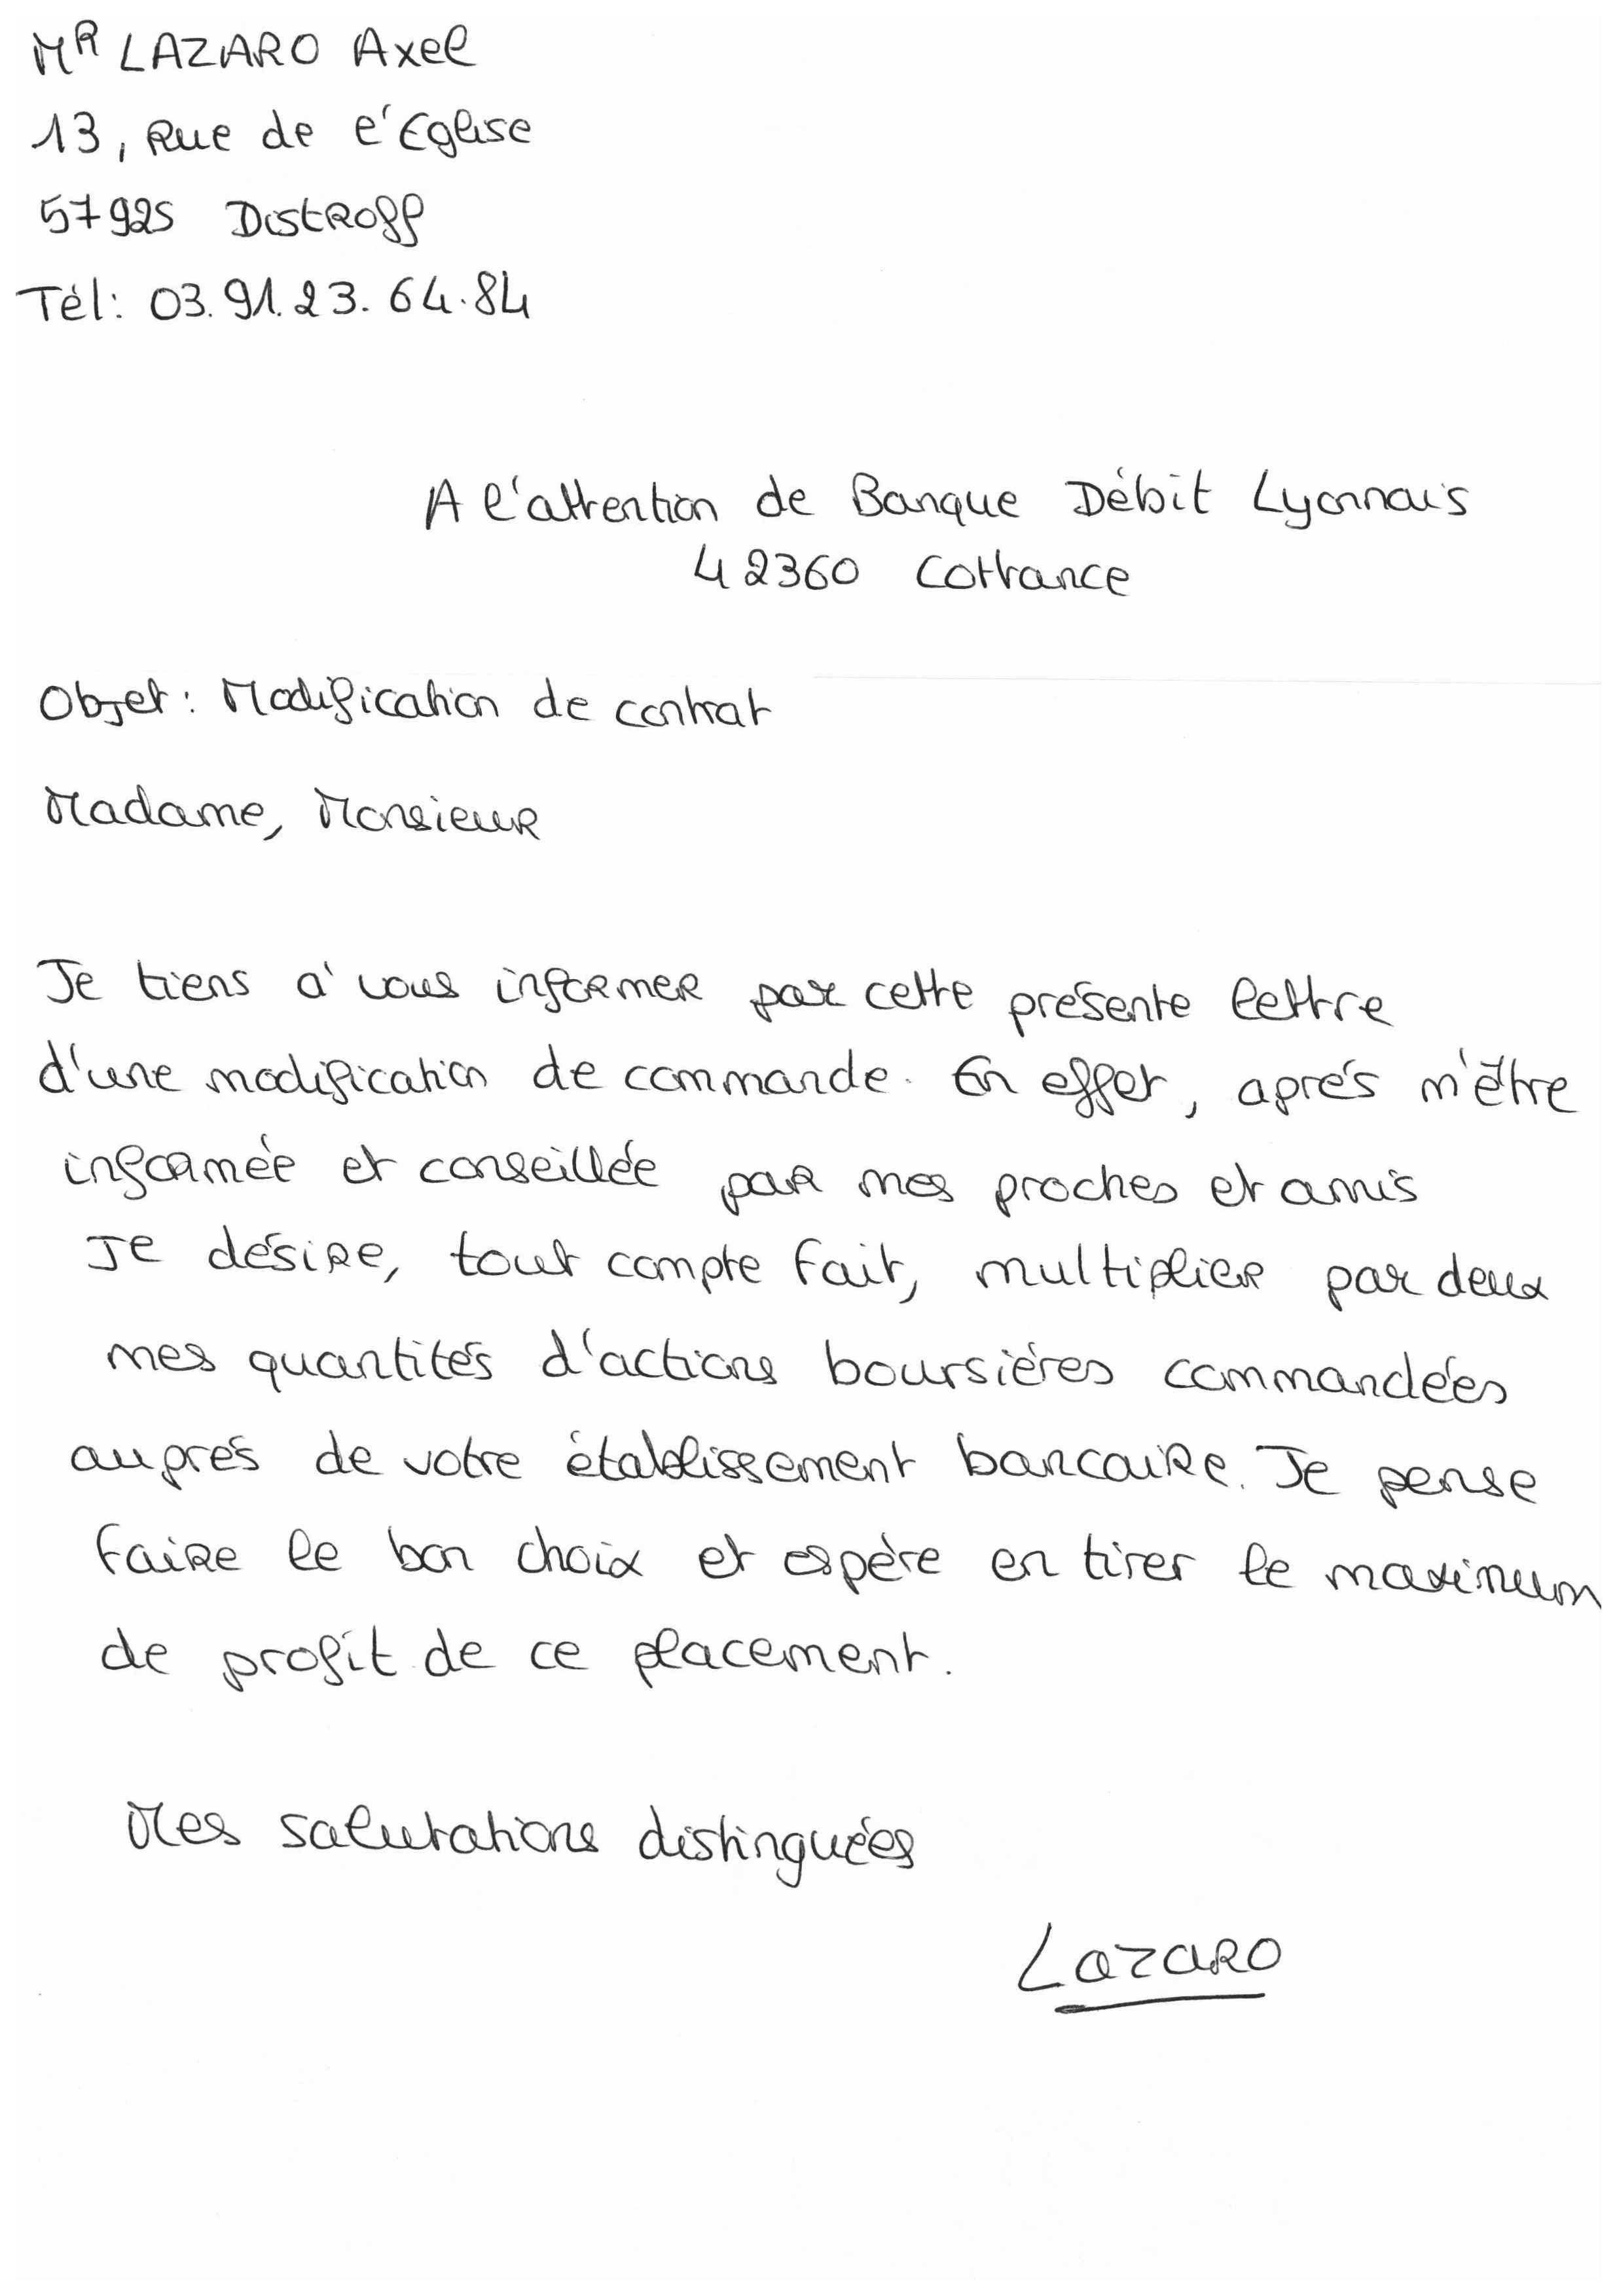 MR LAZARO Axel
13, Rue de l'Eglise
57925 Distroff
Tél: 03.91.23.64.84
A l'attention de Banque Débit Lyonnais
42360 Cottance
Objet: Modification de contrat
Madame, Monsieur
Je tiens à vous informer par cette présente lettre
d'une modification de commande. En effet, après m'être
informée et conseillée par mes proches et amis
Je désire, tout compte fait, multiplier par deux
mes quantités d'actions boursières commandées
auprès de votre établissement bancaire. Je pense
faire le bon choix et espère en tirer le maximum
de profit de ce placement.
Mes salutations distinguées
Lazaro